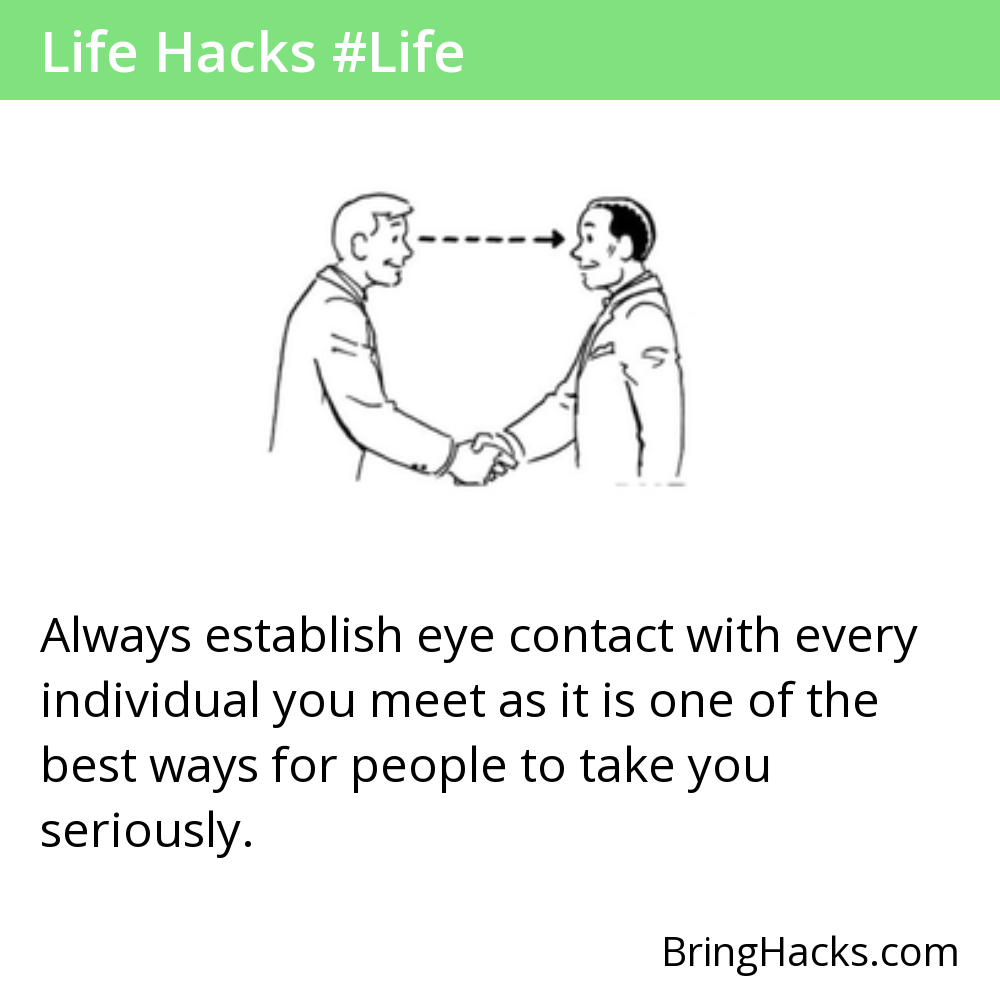 Life Hacks #Life
Always establish eye contact with every
individual you meet as it is one of the
best ways for people to take you
seriously.
BringHacks.com